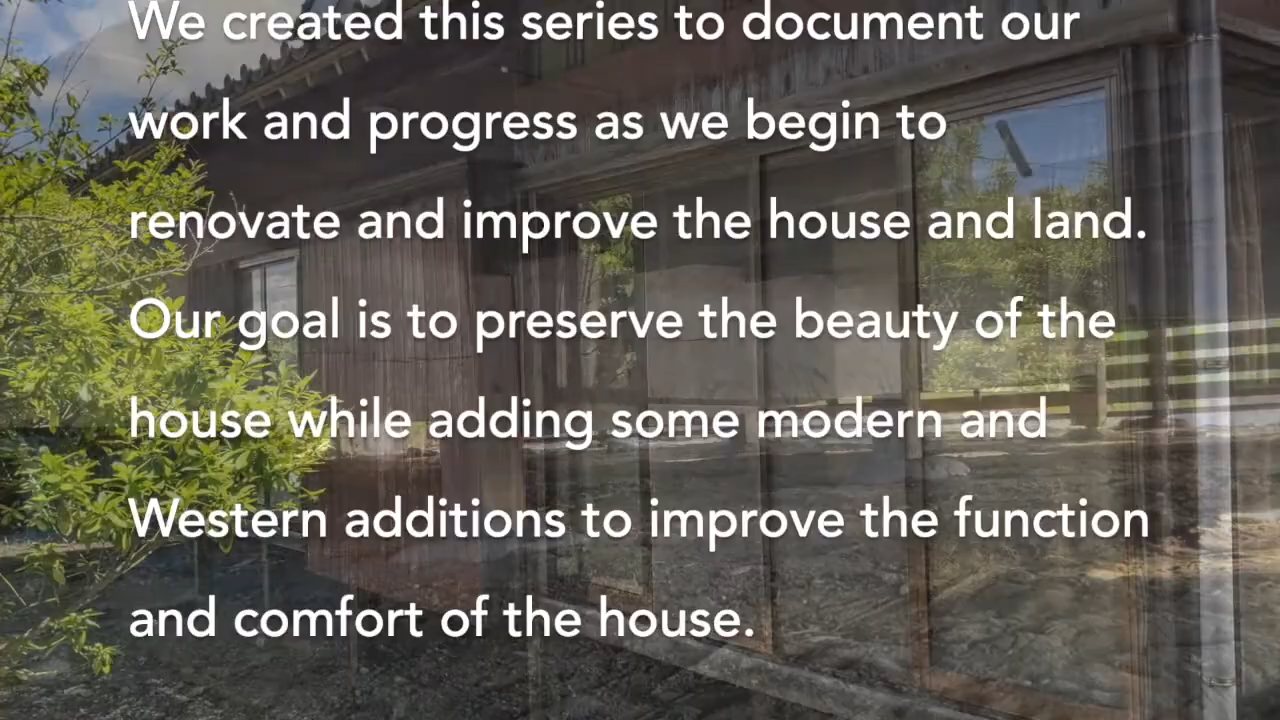 We created this series to document our
work and progress as we begin to
renovate and improve the house and land.
Our goal is to preserve the beauty of the
house while adding some modern and
Western additions to improve the function
and comfort of the house.